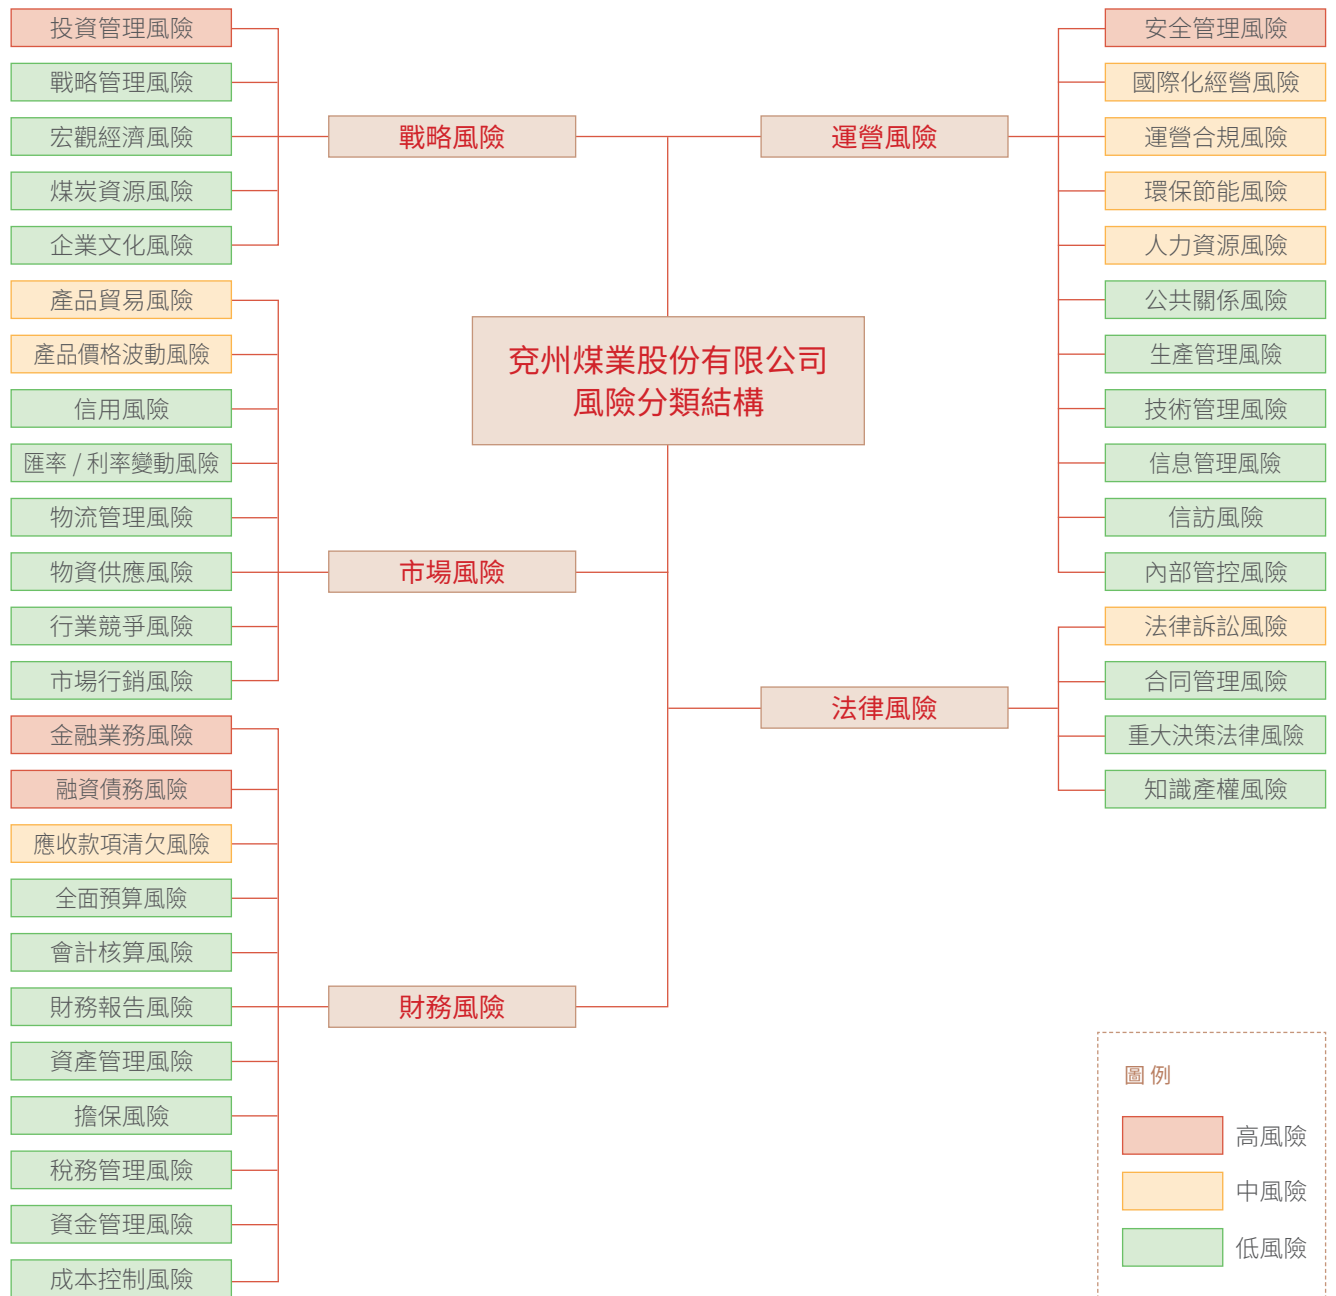 投資管理風險
戰略管理風險
宏觀經濟風險
煤炭資源風險
企業文化風險
戰略風險
產品貿易風險
產品價格波動風險
信用風險
匯率 / 利率變動風險
物流管理風險
物資供應風險
行業競爭風險
市場行銷風險
市場風險
金融業務風險
融資債務風險
應收款項清欠風險
全面預算風險
會計核算風險
財務報告風險
資產管理風險
擔保風險
稅務管理風險
資金管理風險
成本控制風險
財務風險
兗州煤業股份有限公司
風險分類結構
運營風險
安全管理風險
國際化經營風險
運營合規風險
環保節能風險
人力資源風險
公共關係風險
生產管理風險
技術管理風險
信息管理風險
信訪風險
內部管控風險
法律風險
法律訴訟風險
合同管理風險
重大決策法律風險
知識產權風險
圖例
高風險
中風險
低風險